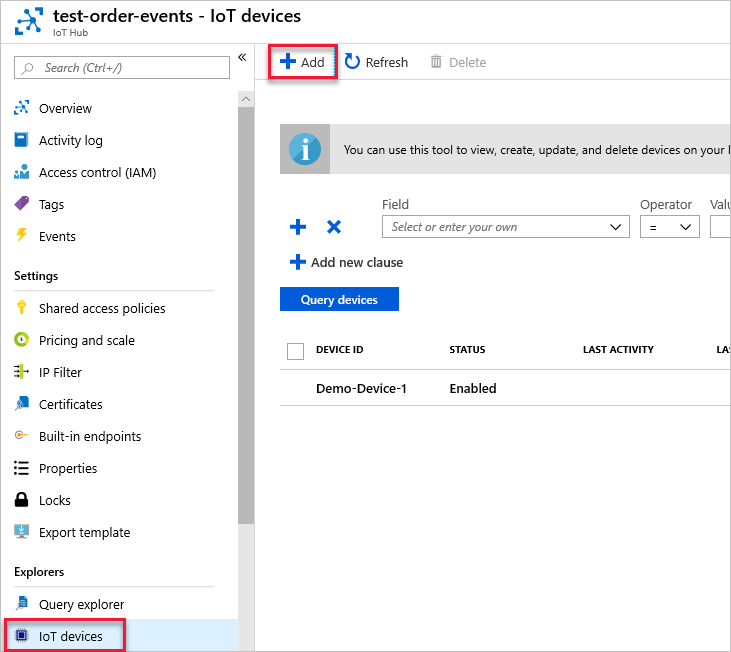 test-order-events - IoT devices
IoT Hub
Search (Ctrl+/)
«
Overview
Activity log
Access control (IAM)
Tags
Events
Settings
Shared access policies
Pricing and scale
IP Filter
Certificates
Built-in endpoints
Properties
Locks
Export template
Explorers
Query explorer
IoT devices
Add Refresh Delete
You can use this tool to view, create, update, and delete devices on your
Field Operator
Select or enter your own =
Add new clause
Query devices
DEVICE ID STATUS LAST ACTIVITY
Demo-Device-1 Enabled